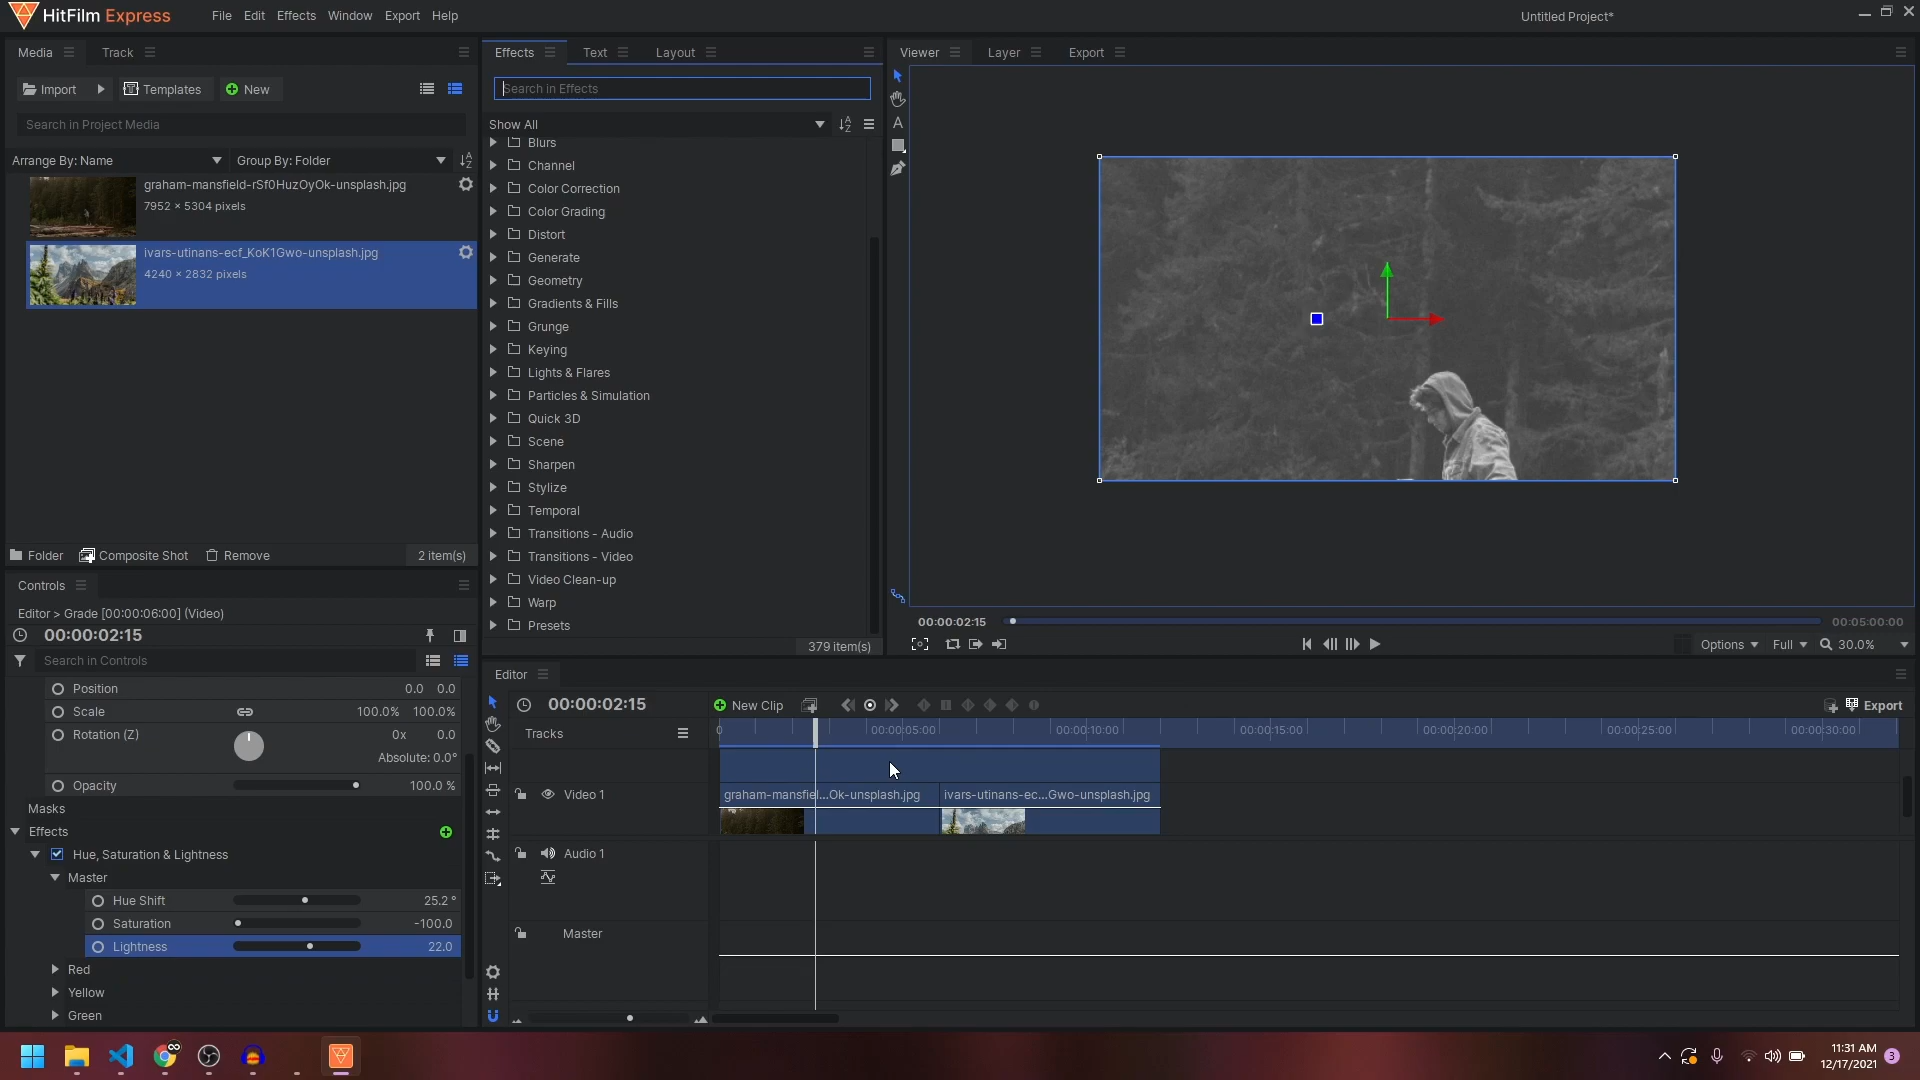 HitFilm Express
File Edit Effects Window Export Help
Untitled Project*
Media Track
Effects Text Layout
Viewer Layer Export
Import Templates New
Search in Effects
Search in Project Media
Show All
Arrange By: Name Group By: Folder
graham-mansfield-rSf0HuzOyOk-unsplash.jpg
7952 × 5304 pixels
ivars-utinans-ecf_KoK1Gwo-unsplash.jpg
4240 × 2832 pixels
Blurs
Channel
Color Correction
Color Grading
Distort
Generate
Geometry
Gradients & Fills
Grunge
Keying
Lights & Flares
Particles & Simulation
Quick 3D
Scene
Sharpen
Stylize
Temporal
Transitions - Audio
Transitions - Video
Video Clean-up
Warp
Presets
379 item(s)
Folder Composite Shot Remove 2 item(s)
00:00:02:15 00:05:00:00
Options Full 30.0%
Controls
Editor > Grade [00:00:06:00] (Video)
00:00:02:15
Search in Controls
Position 0.0 0.0
Scale 100.0% 100.0%
Rotation (Z) 0x 0.0
Absolute: 0.0°
Opacity 100.0 %
Masks
Effects
Hue, Saturation & Lightness
Master
Hue Shift 25.2 °
Saturation -100.0
Lightness 22.0
Red
Yellow
Green
Editor
00:00:02:15 New Clip Export
Tracks 0 00:00:05:00 00:00:10:00 00:00:15:00 00:00:20:00 00:00:25:00 00:00:30:00
Video 1 graham-mansfiel...Ok-unsplash.jpg ivars-utinans-ec...Gwo-unsplash.jpg
Audio 1
Master
11:31 AM
12/17/2021
3